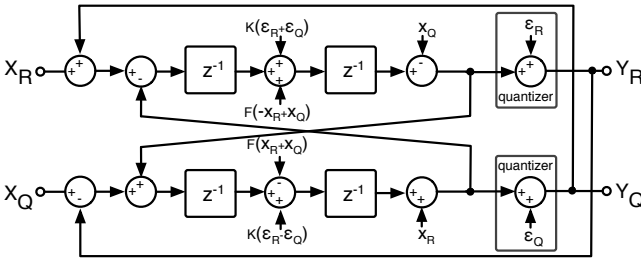 K(ε_R+ε_Q) x_Q ε_R
X_R + + + - z⁻¹ + + + z⁻¹ + - + + Y_R
quantizer
F(-x_R+x_Q)
F(x_R+x_Q) quantizer
X_Q + - + + z⁻¹ + - + z⁻¹ + + + + Y_Q
K(ε_R-ε_Q) x_R ε_Q